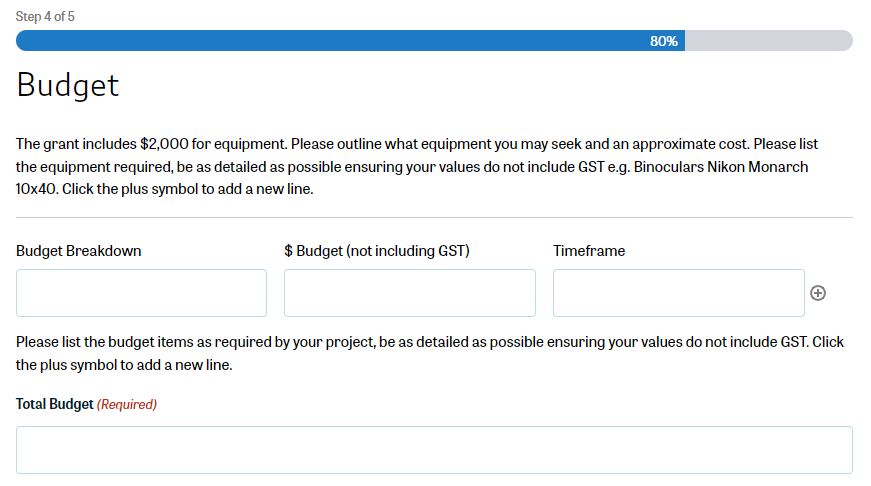 Step 4 of 5
80%
Budget
The grant includes $2,000 for equipment. Please outline what equipment you may seek and an approximate cost. Please list
the equipment required, be as detailed as possible ensuring your values do not include GST e.g. Binoculars Nikon Monarch
10x40. Click the plus symbol to add a new line.
Budget Breakdown
$ Budget (not including GST)
Timeframe
Please list the budget items as required by your project, be as detailed as possible ensuring your values do not include GST. Click
the plus symbol to add a new line.
Total Budget (Required)